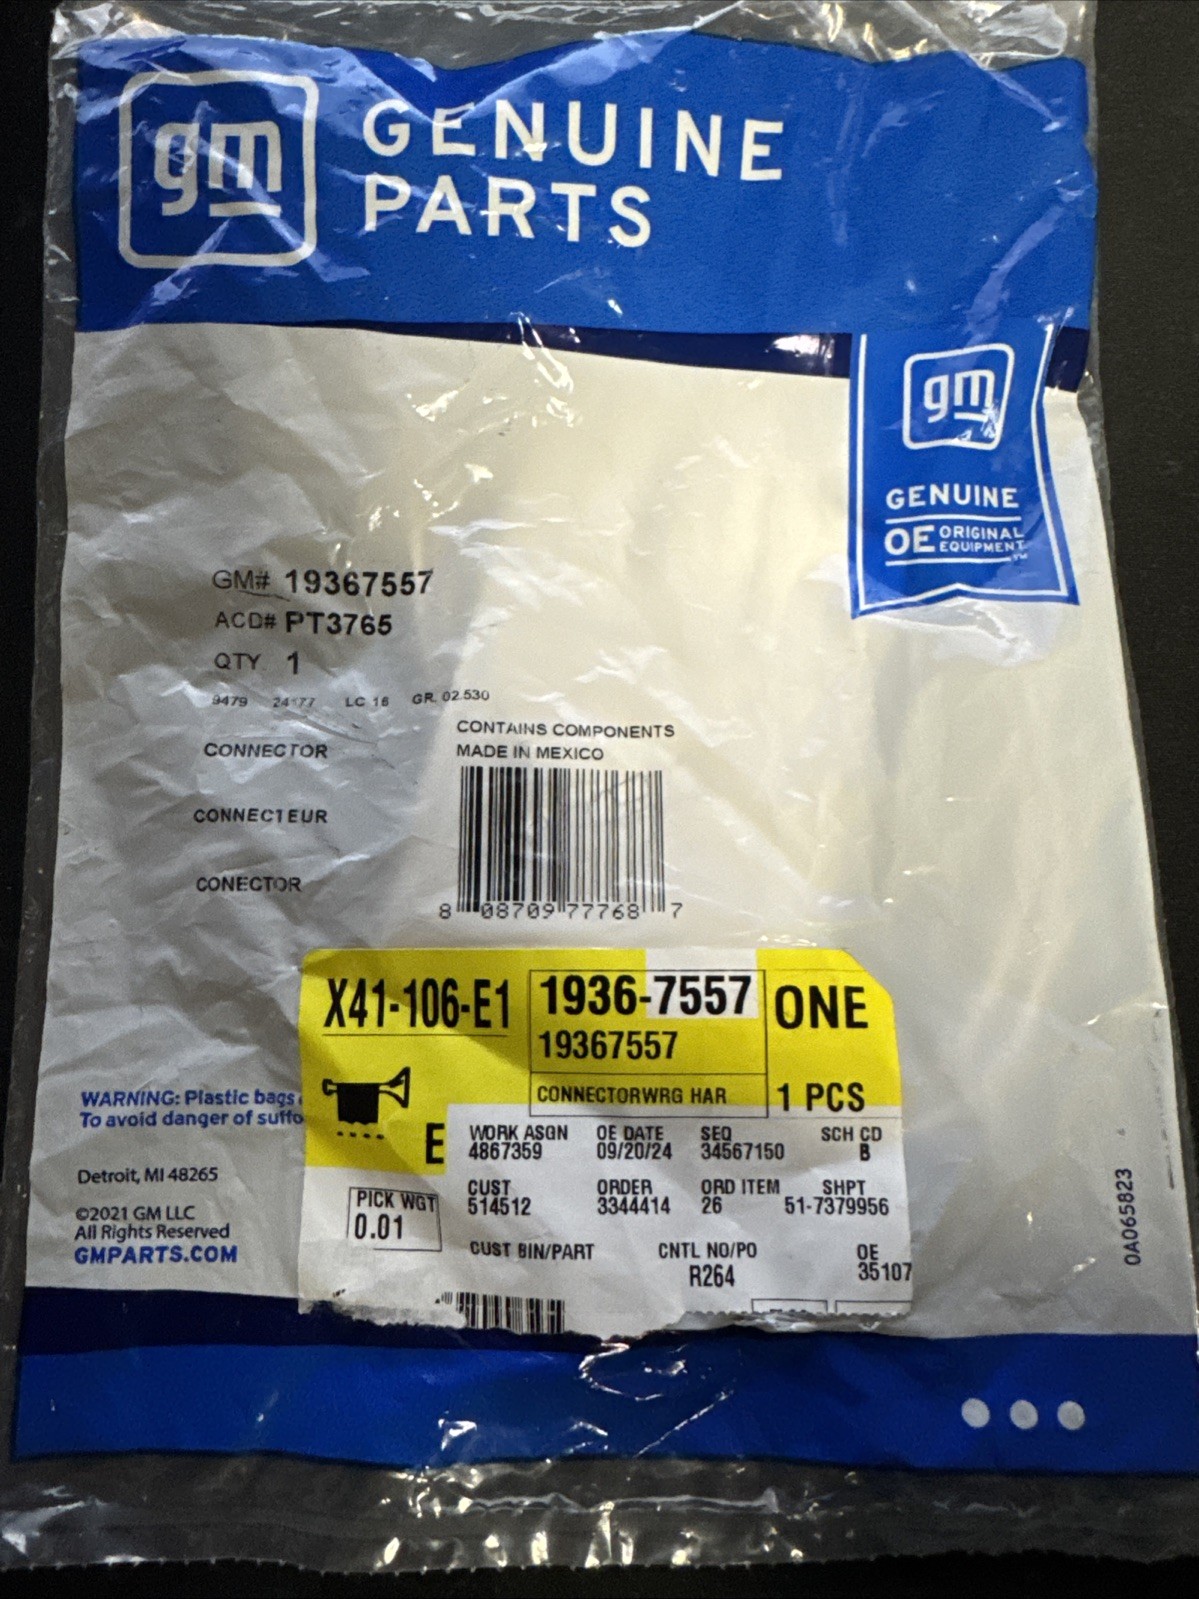 gm
GENUINE
PARTS
gm
GENUINE
OE ORIGINAL
EQUIPMENT™
GM# 19367557
ACD# PT3765
QTY 1
9479 LC 16 GR. 02.530
CONTAINS COMPONENTS
MADE IN MEXICO
CONNECTOR
CONNECTEUR
CONECTOR
8 08709 77768 7
X41-106-E1
1936-7557
19367557
ONE
CONNECTORWRG HAR
1 PCS
E
WORK ASGN OE DATE SEQ SCH CD
4867359 09/20/24 34567150 B
CUST ORDER ORD ITEM SHPT
514512 3344414 26 51-7379956
PICK WGT
0.01
CUST BIN/PART CNTL NO/PO OE
R264 35107
WARNING: Plastic bags
To avoid danger of suffo
Detroit, MI 48265
©2021 GM LLC
All Rights Reserved
GMPARTS.COM
0A065823